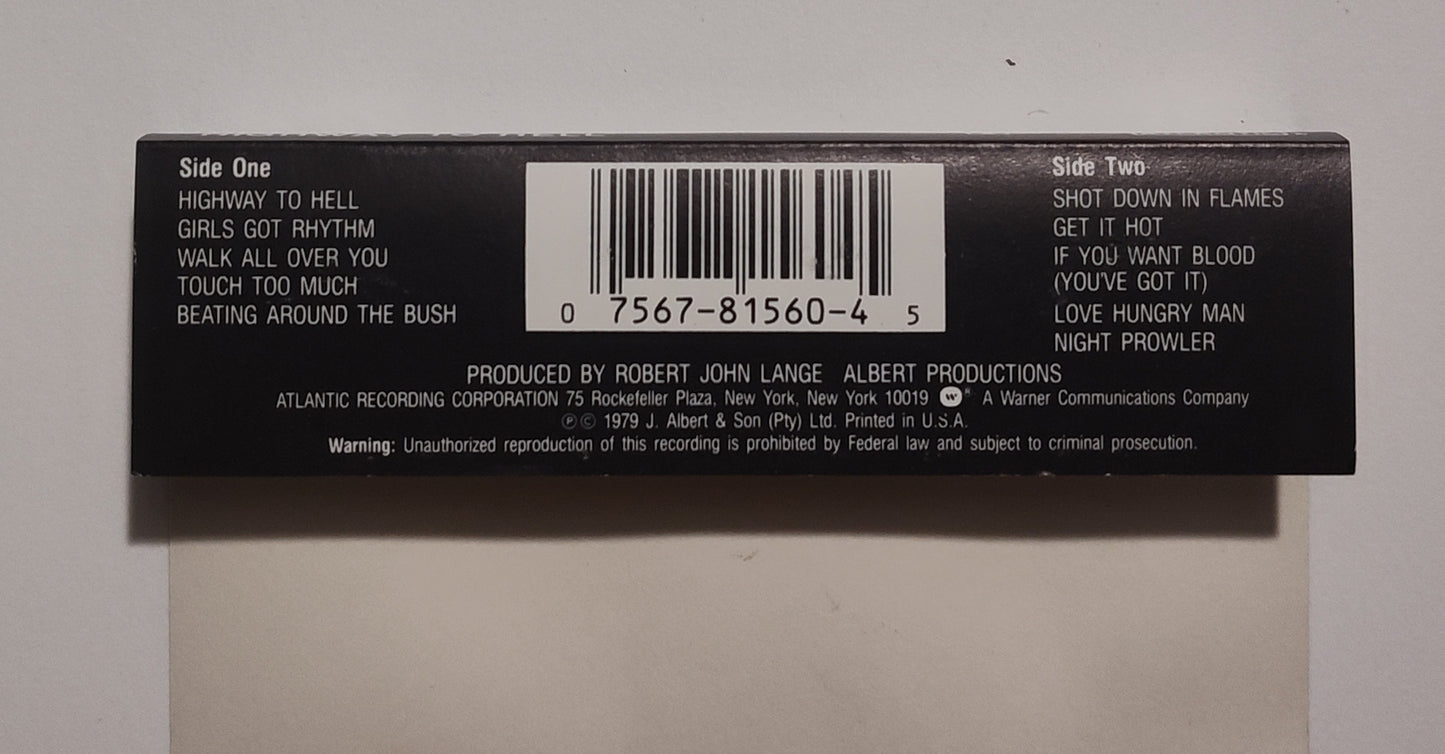 Side One
HIGHWAY TO HELL
GIRLS GOT RHYTHM
WALK ALL OVER YOU
TOUCH TOO MUCH
BEATING AROUND THE BUSH
0 7567-81560-4 5
Side Two
SHOT DOWN IN FLAMES
GET IT HOT
IF YOU WANT BLOOD
(YOU'VE GOT IT)
LOVE HUNGRY MAN
NIGHT PROWLER
PRODUCED BY ROBERT JOHN LANGE ALBERT PRODUCTIONS
ATLANTIC RECORDING CORPORATION 75 Rockefeller Plaza, New York, New York 10019 W® A Warner Communications Company
℗© 1979 J. Albert & Son (Pty) Ltd. Printed in U.S.A.
Warning: Unauthorized reproduction of this recording is prohibited by Federal law and subject to criminal prosecution.